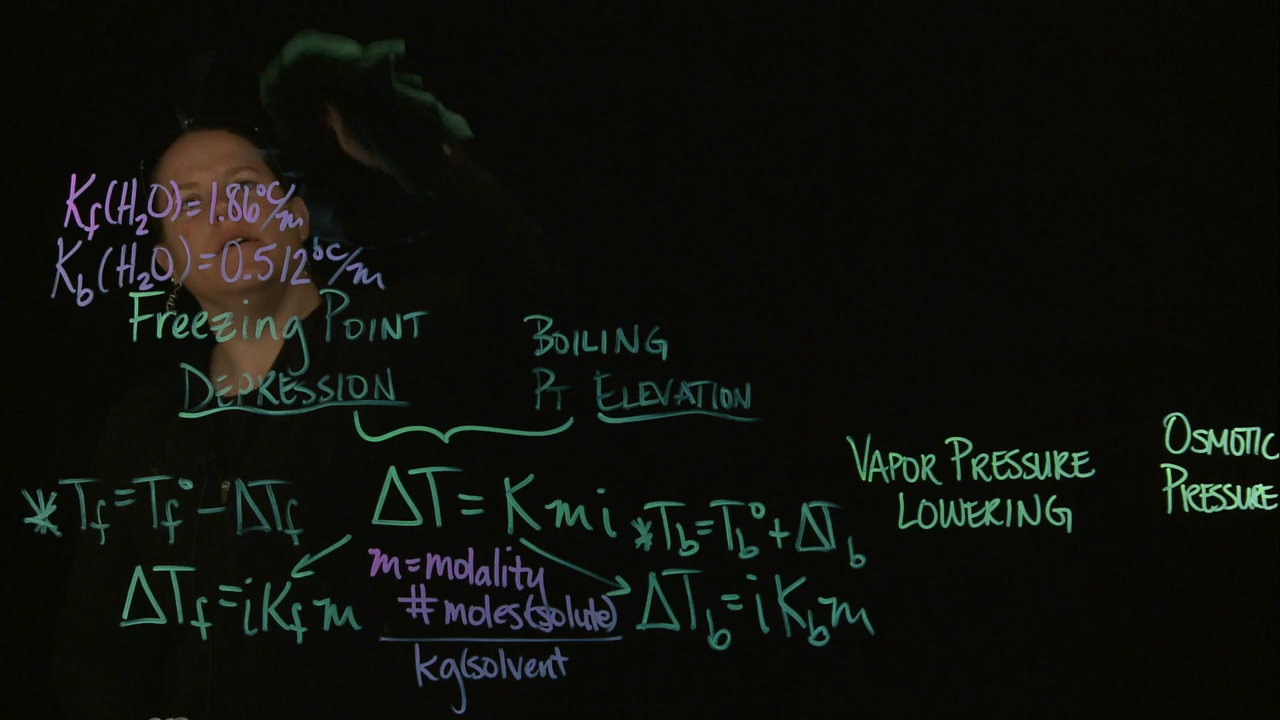 Kf(H2O)=1.86°C/m
Kb(H2O)=0.512°C/m
Freezing Point
Depression
Boiling
Pt Elevation
Vapor Pressure
Lowering
Osmotic
Pressure
*Tf=Tf°-ΔTf
ΔT=Kmi
*Tb=Tb°+ΔTb
ΔTf=iKfm
m=molality
# moles(solute)
kg(solvent
ΔTb=iKbm